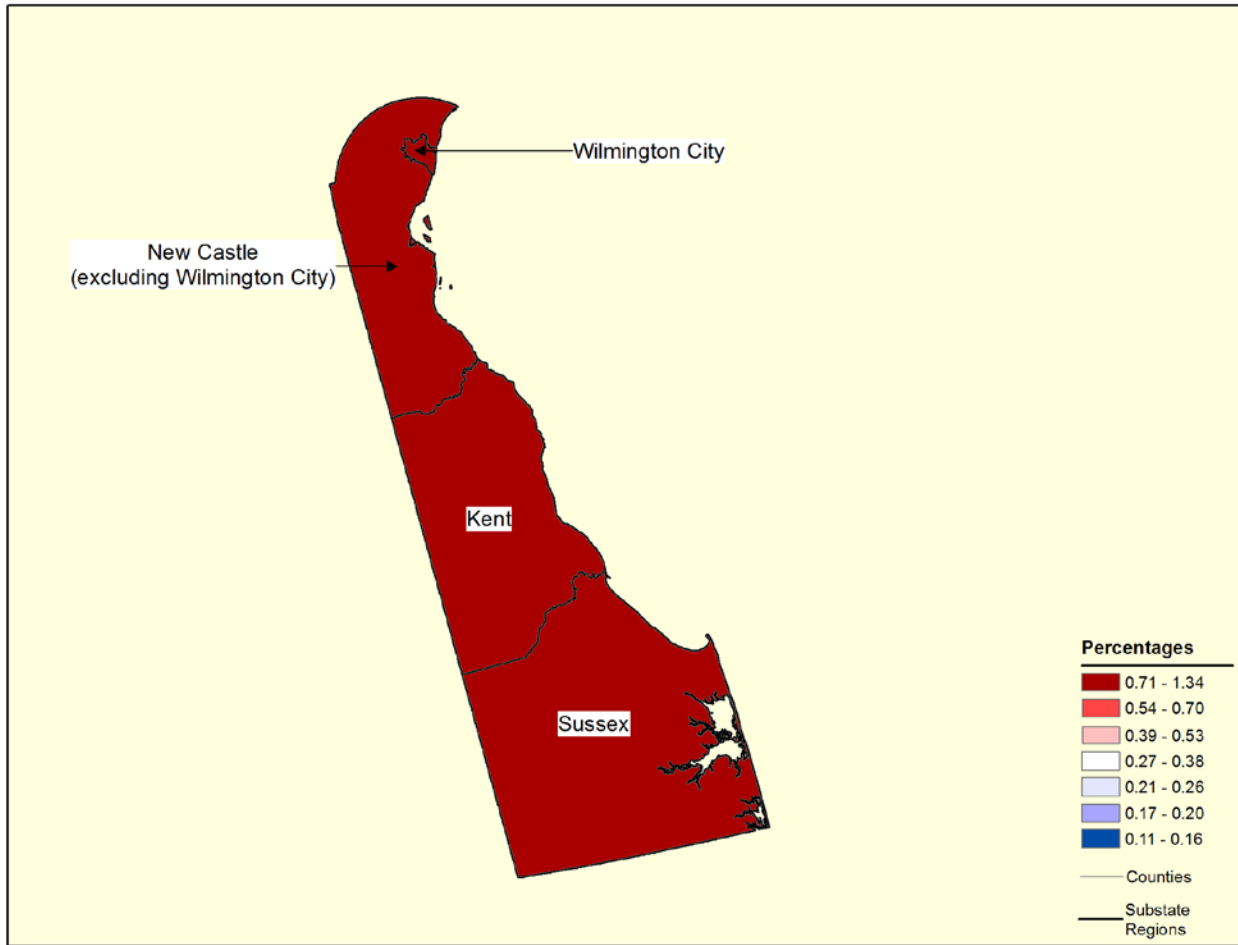 Wilmington City
New Castle
(excluding Wilmington City)
Kent
Sussex
Percentages
0.71 - 1.34
0.54 - 0.70
0.39 - 0.53
0.27 - 0.38
0.21 - 0.26
0.17 - 0.20
0.11 - 0.16
Counties
Substate
Regions